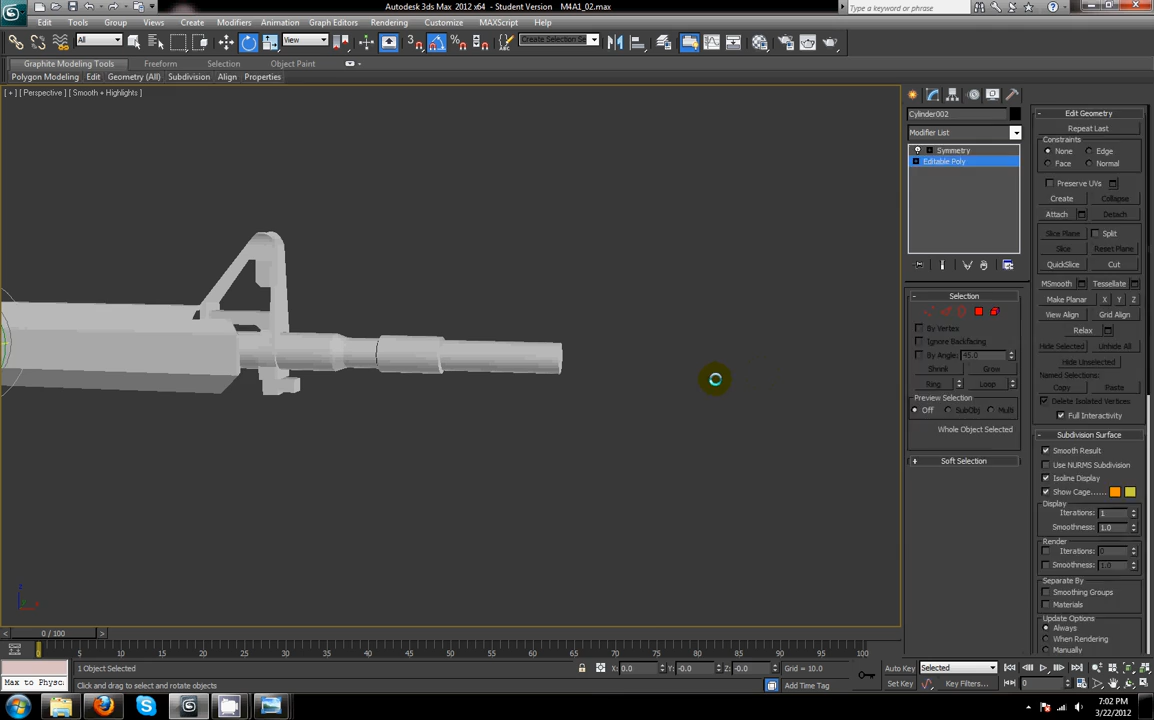 Autodesk 3ds Max 2012 x64 - Student Version    M4A1_02.max
Type a keyword or phrase
Edit Tools Group Views Create Modifiers Animation Graph Editors Rendering Customize MAXScript Help
All View Create Selection Se
Graphite Modeling Tools Freeform Selection Object Paint
Polygon Modeling Edit Geometry (All) Subdivision Align Properties
[ + ] [ Perspective ] [ Smooth + Highlights ]
Cylinder002
Modifier List
Symmetry
Editable Poly
Selection
By Vertex
Ignore Backfacing
By Angle: 45.0
Shrink Grow
Ring Loop
Preview Selection
Off SubObj Multi
Whole Object Selected
Soft Selection
Edit Geometry
Repeat Last
Constraints
None Edge
Face Normal
Preserve UVs
Create Collapse
Attach Detach
Slice Plane Split
Slice Reset Plane
QuickSlice Cut
MSmooth Tessellate
Make Planar X Y Z
View Align Grid Align
Relax
Hide Selected Unhide All
Hide Unselected
Named Selections:
Copy Paste
Delete Isolated Vertices
Full Interactivity
Subdivision Surface
Smooth Result
Use NURMS Subdivision
Isoline Display
Show Cage......
Display
Iterations: 1
Smoothness: 1.0
Render
Iterations: 0
Smoothness: 1.0
Separate By
Smoothing Groups
Materials
Update Options
Always
When Rendering
Manually
0 / 100
0 5 10 15 20 25 30 35 40 45 50 55 60 65 70 75 80 85 90 95 100
1 Object Selected X: 0.0 Y: -0.0 Z: -0.0 Grid = 10.0 Auto Key Selected
Max to Physc. Click and drag to select and rotate objects Add Time Tag Set Key Key Filters... 0
7:02 PM
3/22/2012